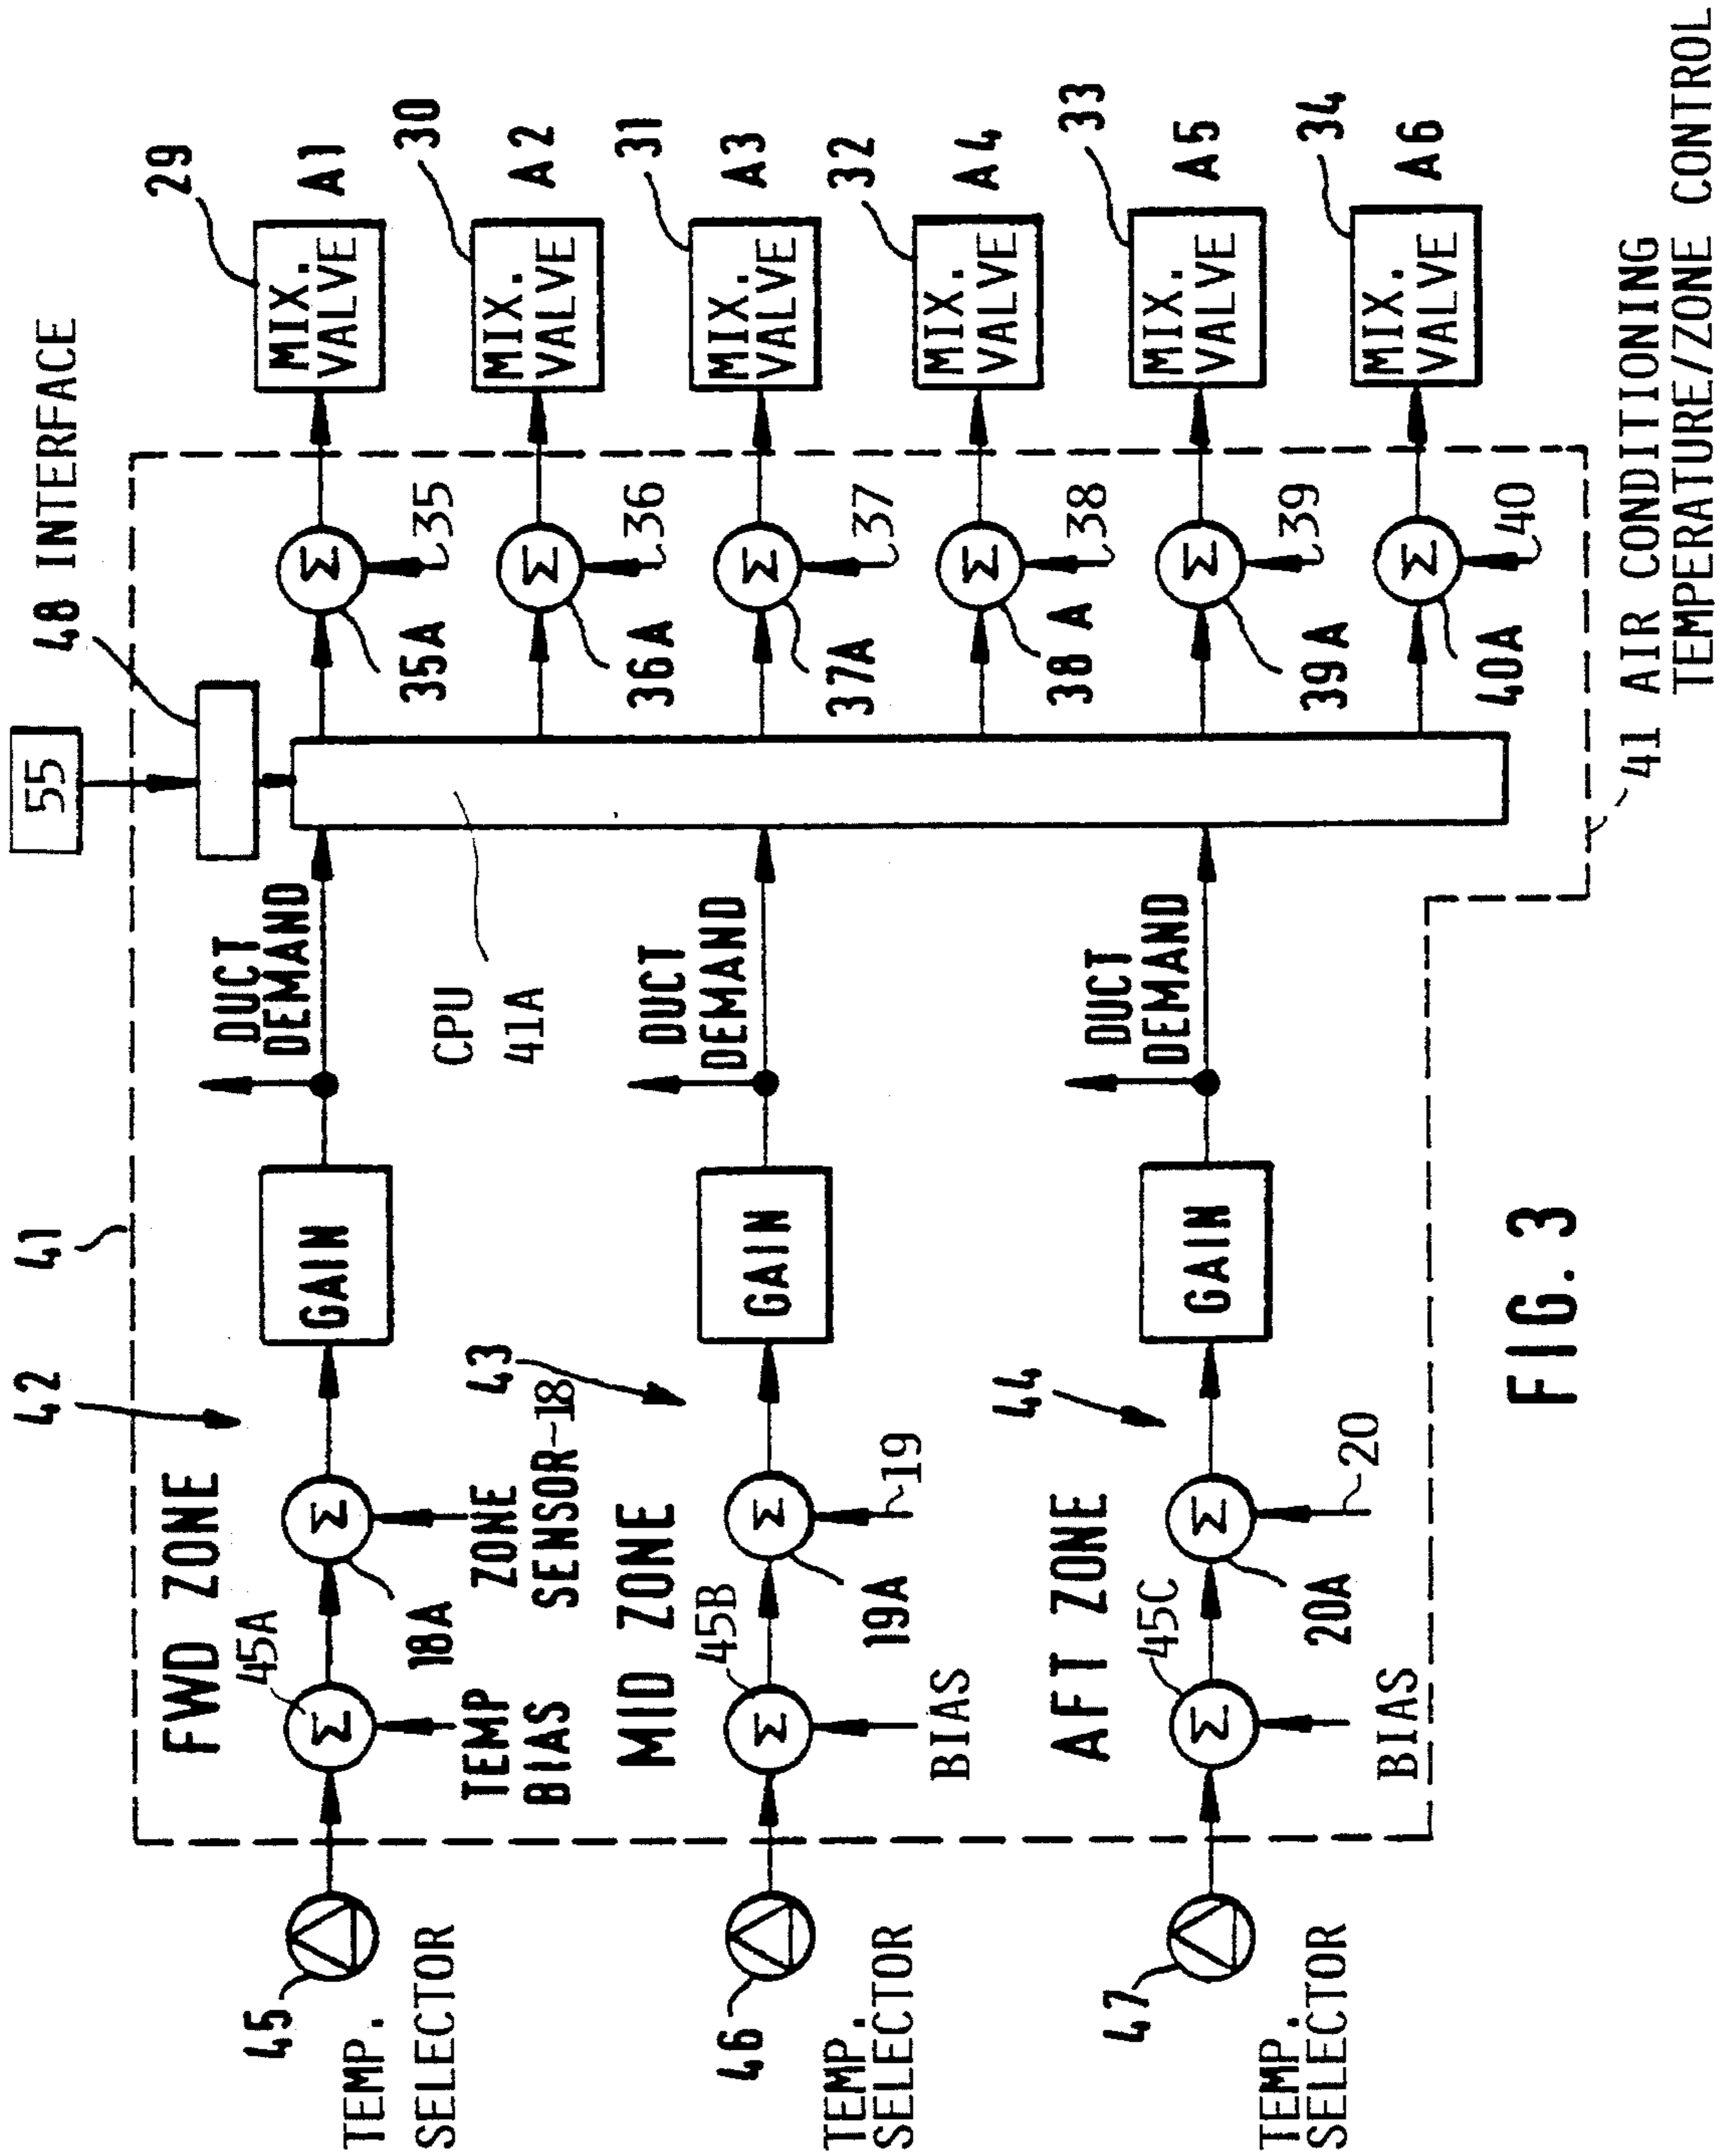 55
48 INTERFACE
41
42
FWD ZONE
45A
18A
TEMP
BIAS
ZONE
SENSOR-18
GAIN
DUCT
DEMAND
CPU
41A
45
TEMP.
SELECTOR
43
MID ZONE
45B
19A
BIAS
19
GAIN
DUCT
DEMAND
46
TEMP.
SELECTOR
44
AFT ZONE
45C
20A
BIAS
20
GAIN
DUCT
DEMAND
47
TEMP.
SELECTOR
Σ
Σ
Σ
Σ
Σ
Σ
Σ
35A
35
MIX.
VALVE
29
A1
Σ
36A
36
MIX.
VALVE
30
A2
Σ
37A
37
MIX.
VALVE
31
A3
Σ
38A
38
MIX.
VALVE
32
A4
Σ
39A
39
MIX.
VALVE
33
A5
Σ
40A
40
MIX.
VALVE
34
A6
41 AIR CONDITIONING
TEMPERATURE/ZONE CONTROL
FIG. 3